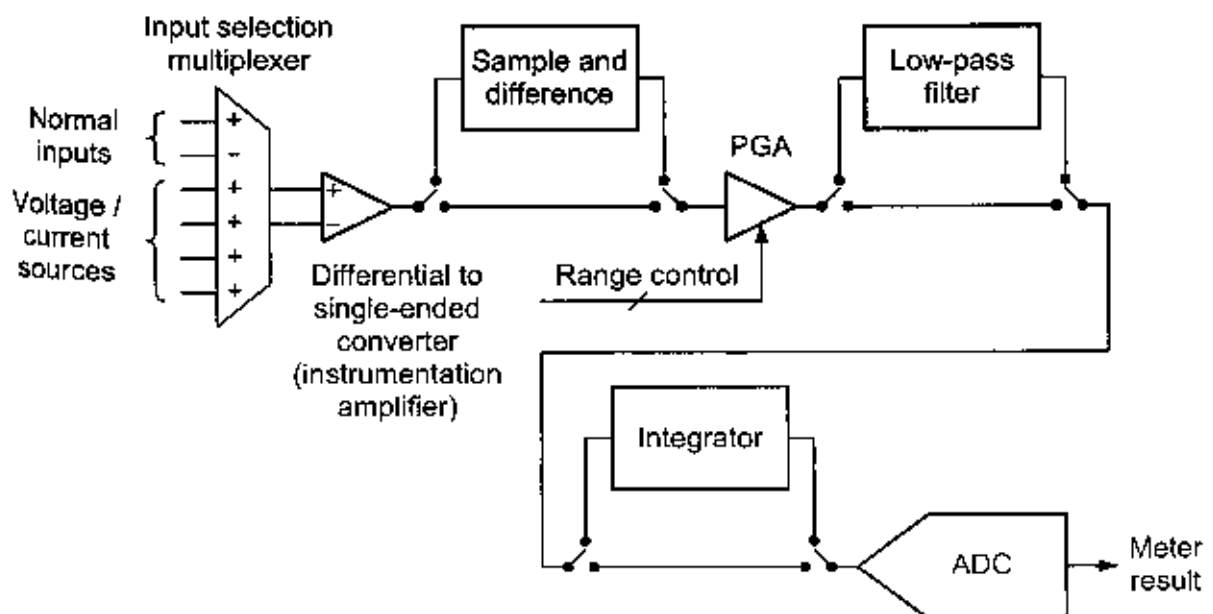 Input selection
multiplexer
Normal
inputs
Voltage /
current
sources
+
-
+
+
+
+
+
-
Differential to
single-ended
converter
(instrumentation
amplifier)
Sample and
difference
PGA
Range control
Low-pass
filter
Integrator
ADC
Meter
result